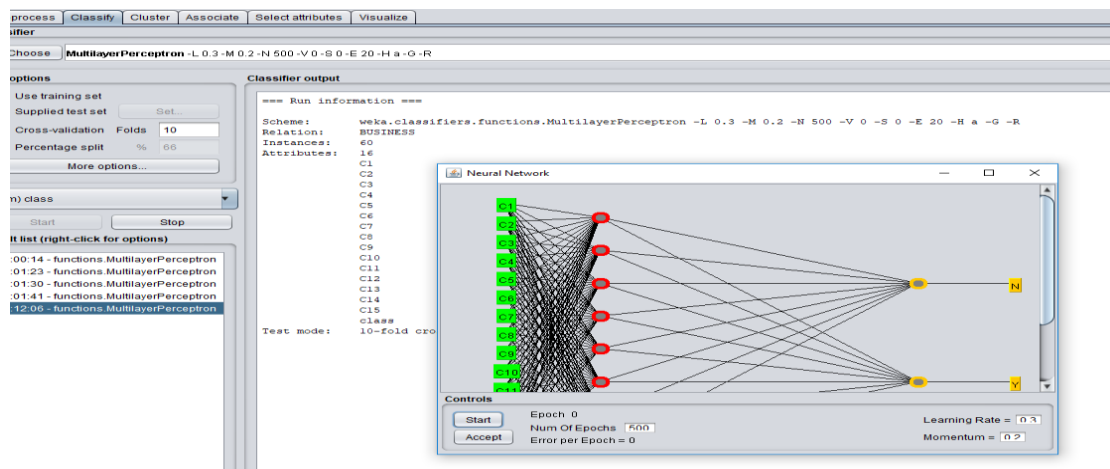 process Classify Cluster Associate Select attributes Visualize
sifier
Choose MultilayerPerceptron -L 0.3 -M 0.2 -N 500 -V 0 -S 0 -E 20 -H a -G -R
options
Use training set
Supplied test set Set...
Cross-validation Folds 10
Percentage split % 66
More options...
m) class
Start Stop
lt list (right-click for options)
:00:14 - functions.MultilayerPerceptron
:01:23 - functions.MultilayerPerceptron
:01:30 - functions.MultilayerPerceptron
:01:41 - functions.MultilayerPerceptron
:12:06 - functions.MultilayerPerceptron
Classifier output
=== Run information ===
Scheme: weka.classifiers.functions.MultilayerPerceptron -L 0.3 -M 0.2 -N 500 -V 0 -S 0 -E 20 -H a -G -R
Relation: BUSINESS
Instances: 60
Attributes: 16
C1
C2
C3
C4
C5
C6
C7
C8
C9
C10
C11
C12
C13
C14
C15
class
Test mode: 10-fold cro
Neural Network
C1
C2
C3
C4
C5
C6
C7
C8
C9
C10
C11
N
Y
Controls
Start
Accept
Epoch 0
Num Of Epochs 500
Error per Epoch = 0
Learning Rate = 0.3
Momentum = 0.2